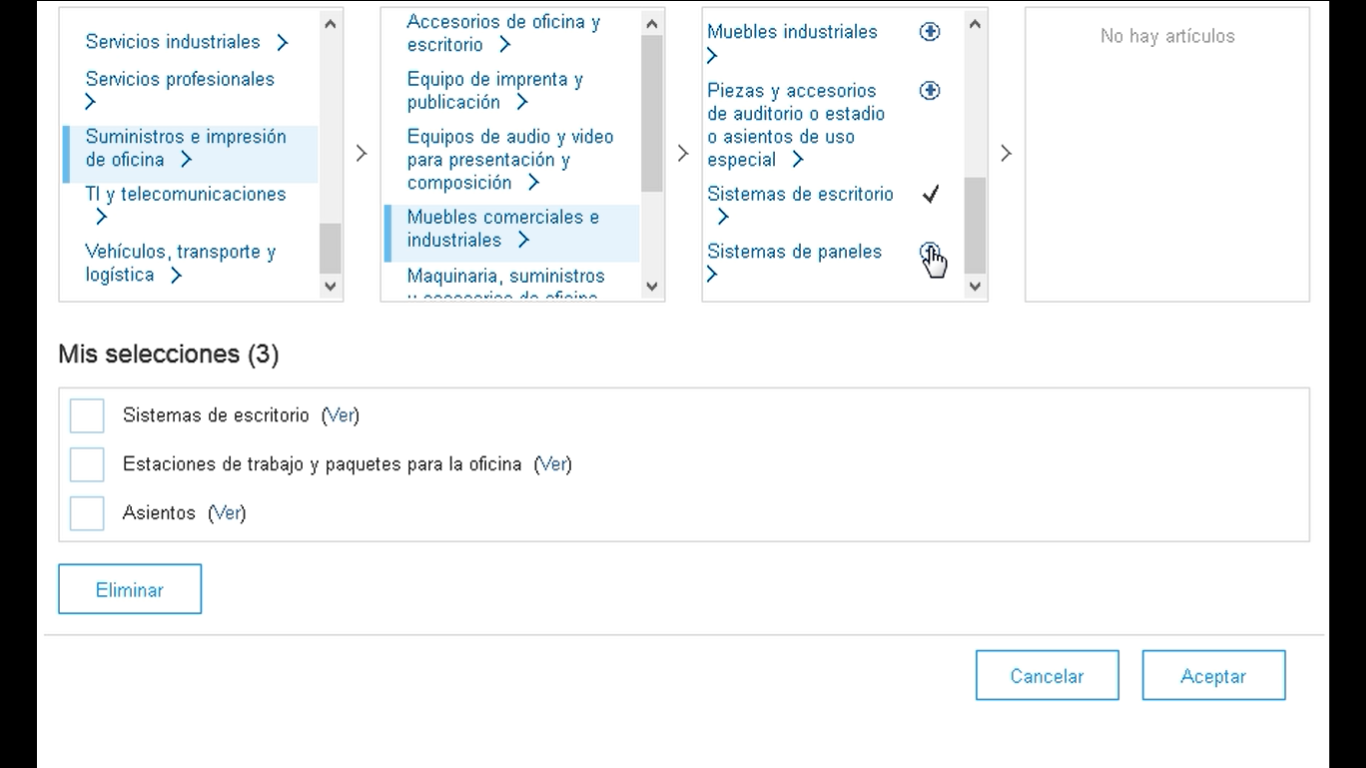 Servicios industriales
Servicios profesionales
Suministros e impresión
de oficina
TI y telecomunicaciones
Vehículos, transporte y
logística
Accesorios de oficina y
escritorio
Equipo de imprenta y
publicación
Equipos de audio y video
para presentación y
composición
Muebles comerciales e
industriales
Maquinaria, suministros
y accesorios de oficina
Muebles industriales
Piezas y accesorios
de auditorio o estadio
o asientos de uso
especial
Sistemas de escritorio
Sistemas de paneles
No hay artículos
Mis selecciones (3)
Sistemas de escritorio (Ver)
Estaciones de trabajo y paquetes para la oficina (Ver)
Asientos (Ver)
Eliminar
Cancelar
Aceptar